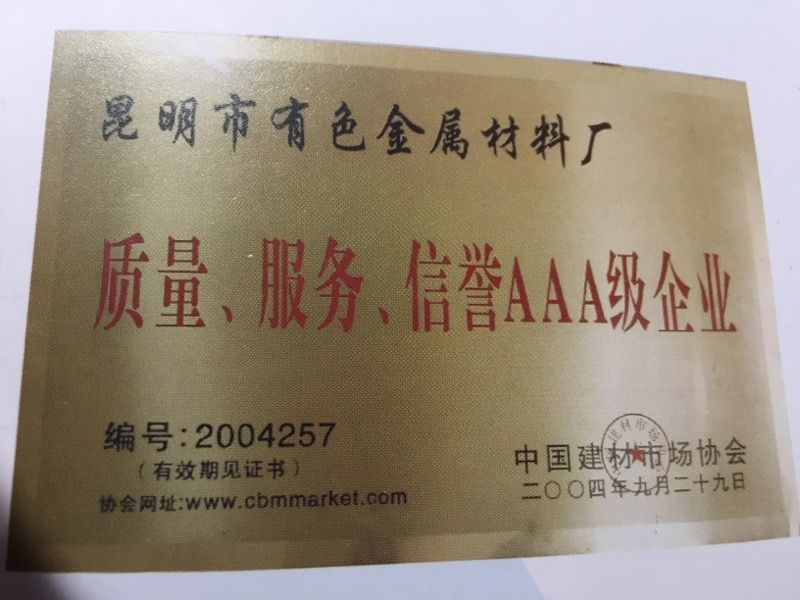 昆明市有色金属材料厂
质量、服务、信誉AAA级企业
编号:2004257
(有效期见证书)
协会网址:www.cbmmarket.com
中国建材市场协会
二〇〇四年九月二十九日